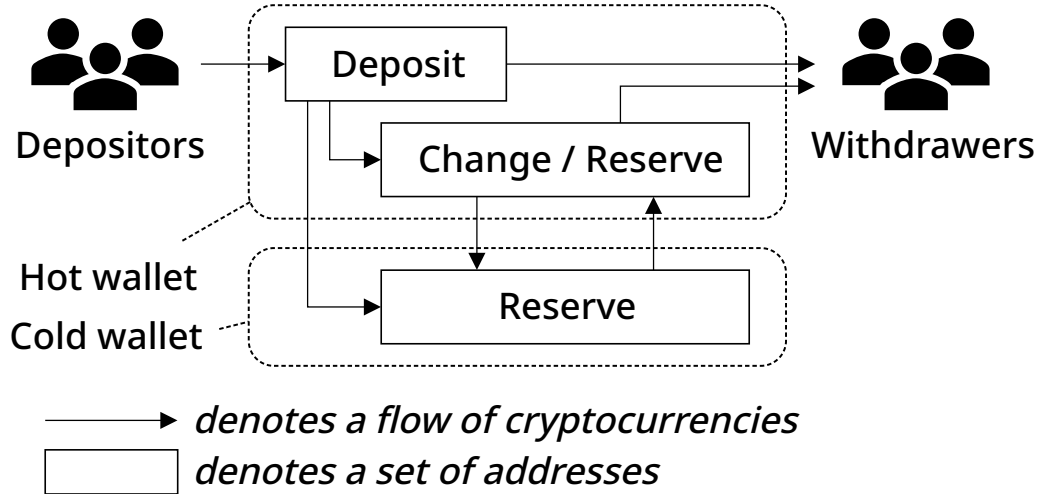 Deposit
Depositors
Withdrawers
Change / Reserve
Hot wallet
Cold wallet
Reserve
denotes a flow of cryptocurrencies
denotes a set of addresses